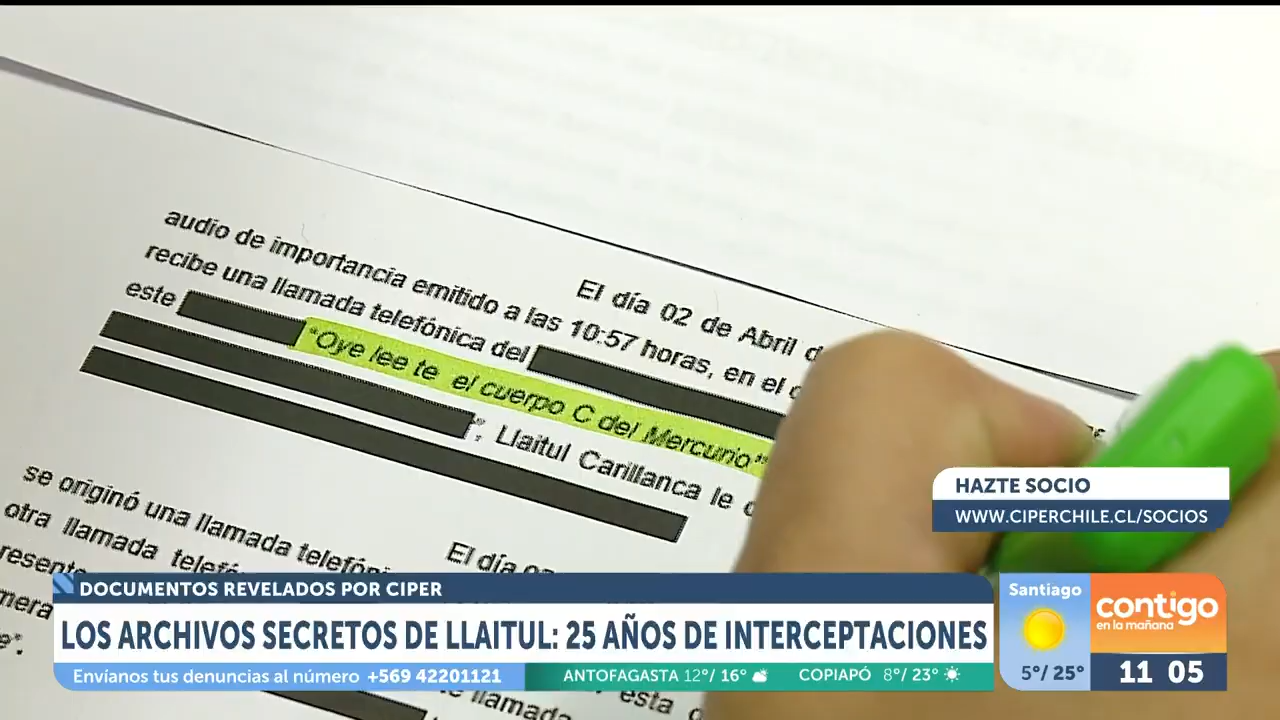 El día 02 de Abril
audio de importancia emitido a las 10:57 horas, en el
recibe una llamada telefónica del
este "Oye lee te el cuerpo C del Mercurio"
", Llaitul Carillanca le
El día
se originó una llamada
otra llamada
HAZTE SOCIO
WWW.CIPERCHILE.CL/SOCIOS
DOCUMENTOS REVELADOS POR CIPER
LOS ARCHIVOS SECRETOS DE LLAITUL: 25 AÑOS DE INTERCEPTACIONES
Envíanos tus denuncias al número +569 42201121
ANTOFAGASTA 12°/ 16° COPIAPÓ 8°/ 23°
Santiago
5°/ 25°
contigo
en la mañana
11 05